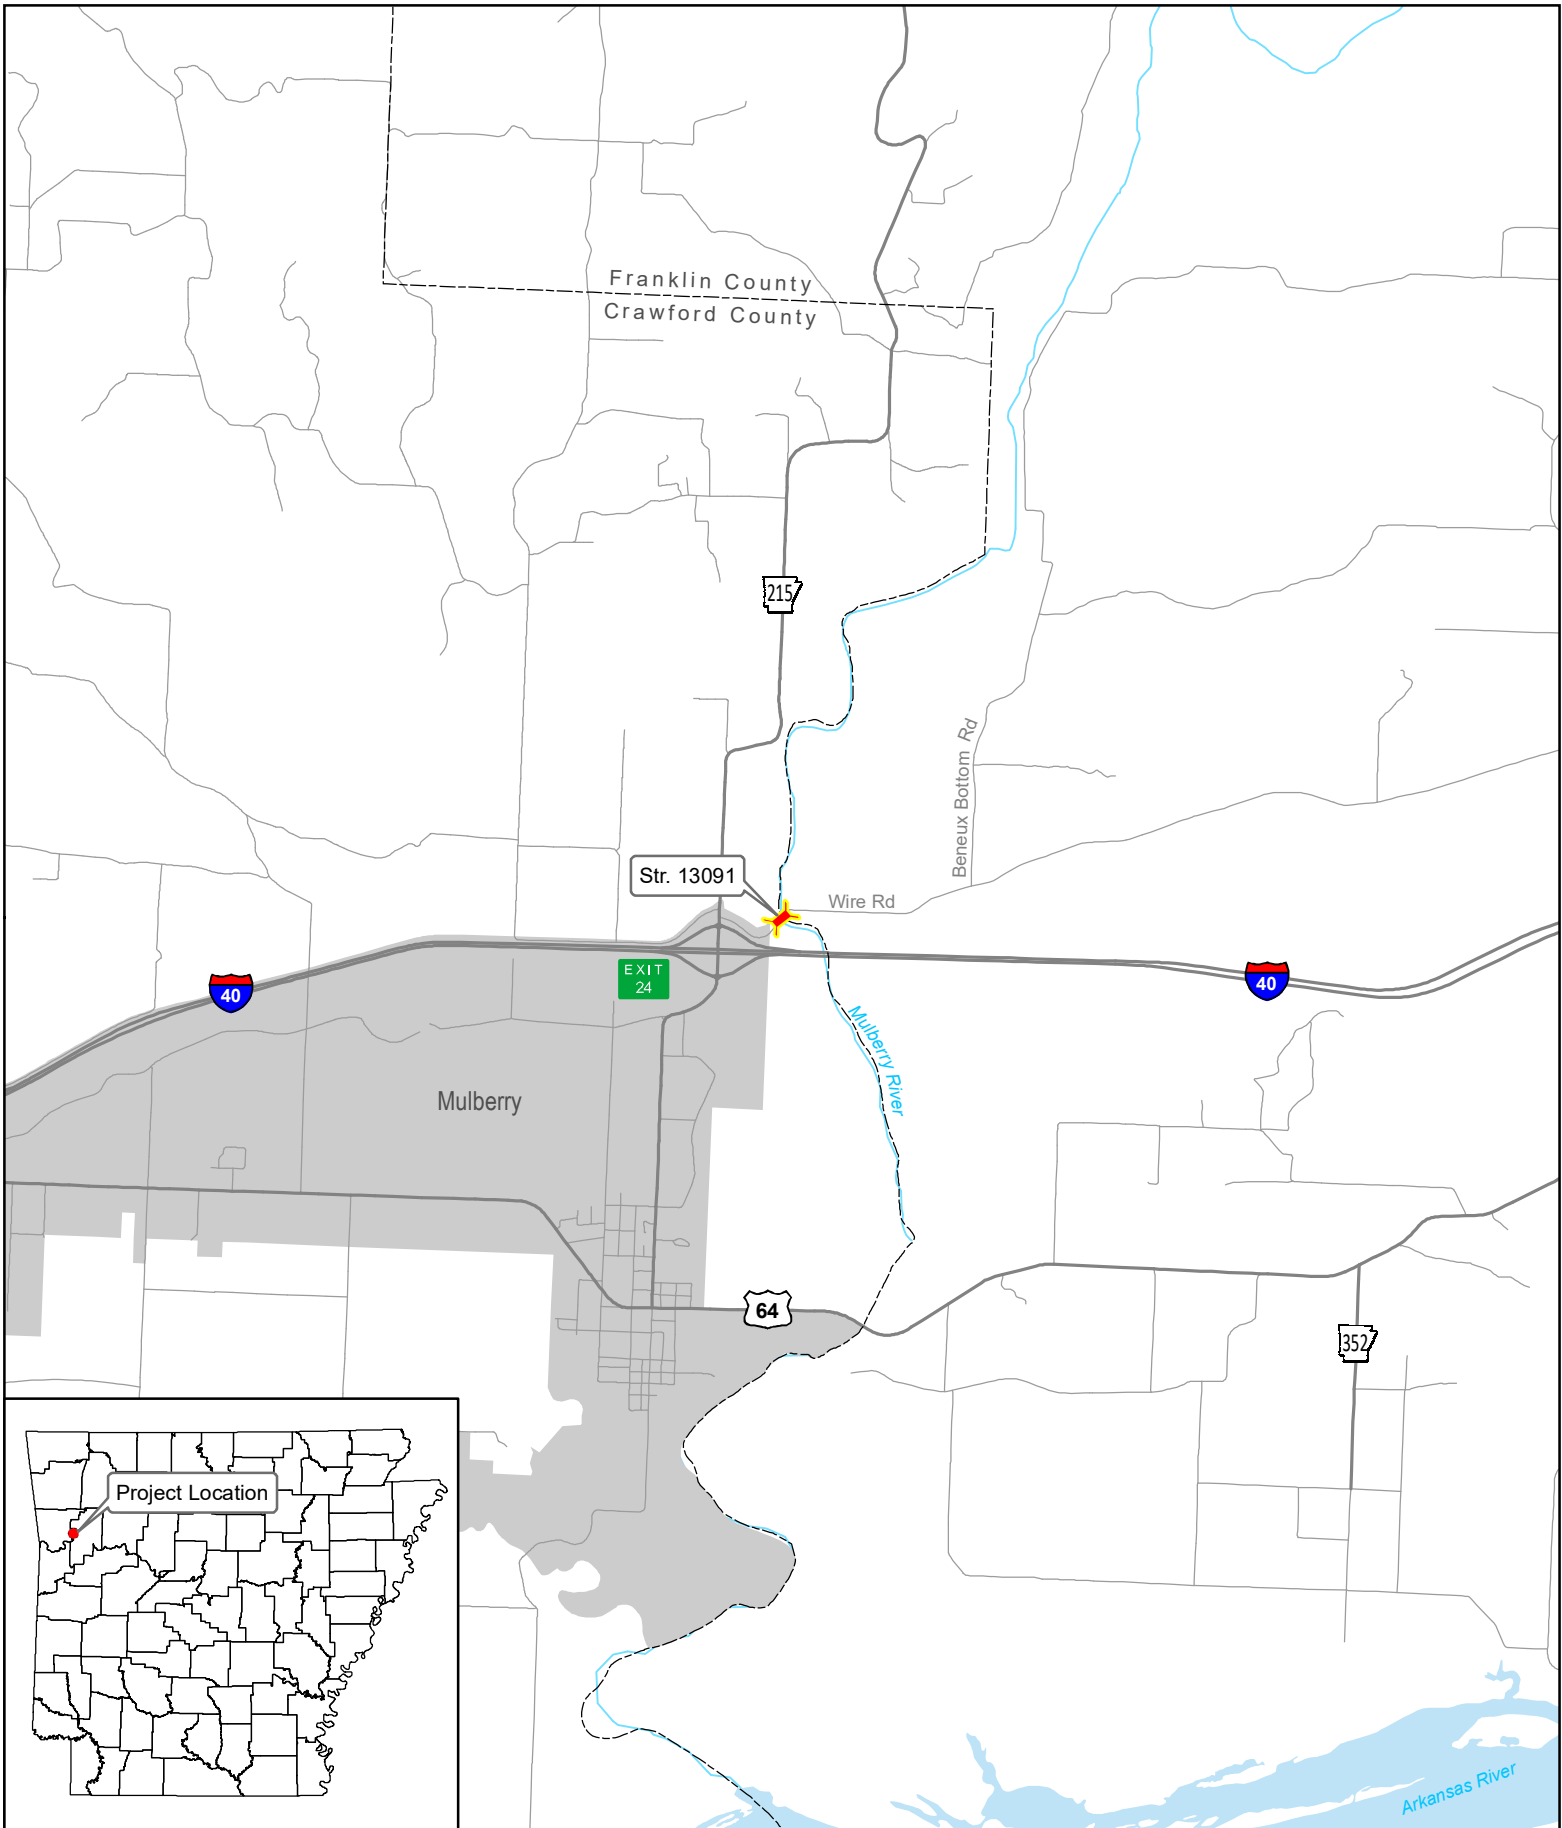 Franklin County
Crawford County
215
Beneux Bottom Rd
Str. 13091
Wire Rd
EXIT
24
40
40
Mulberry River
Mulberry
64
352
Project Location
Arkansas River